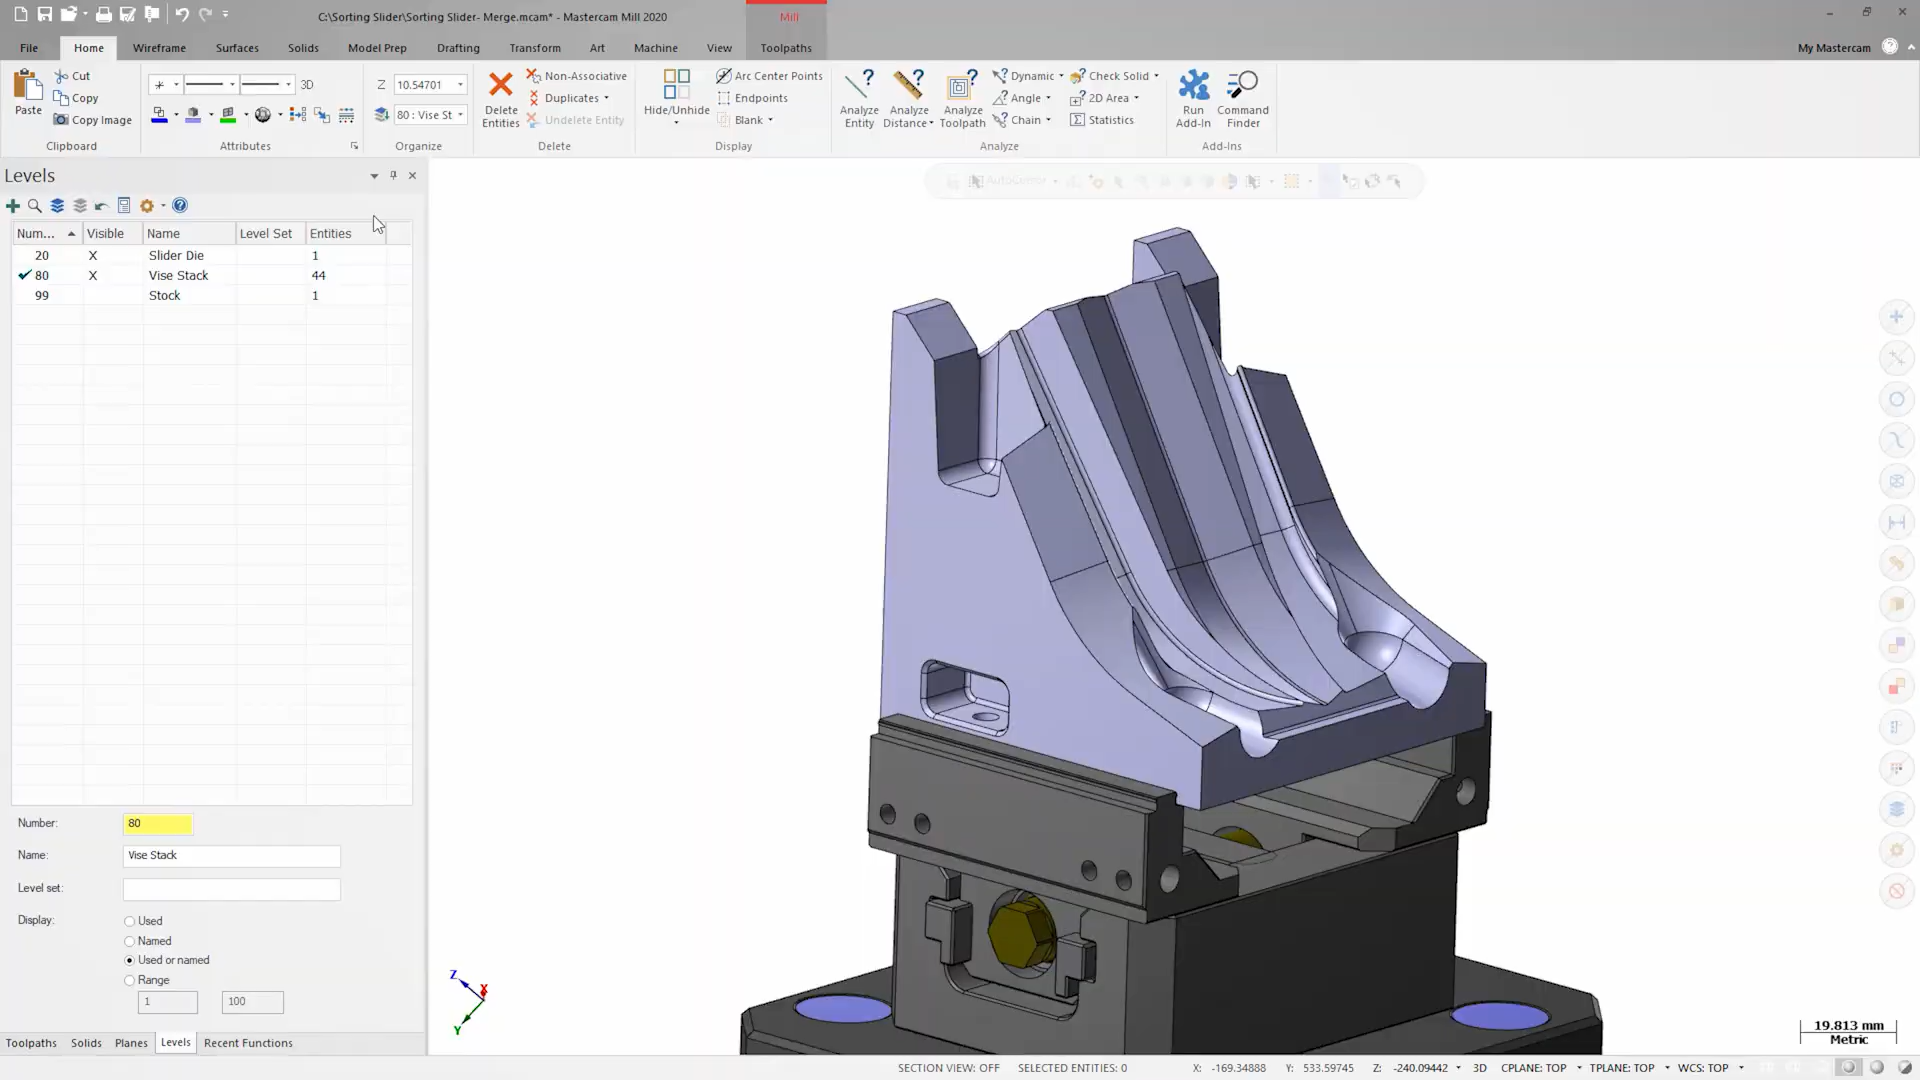 C:\Sorting Slider\Sorting Slider- Merge.mcam* - Mastercam Mill 2020
Mill
File Home Wireframe Surfaces Solids Model Prep Drafting Transform Art Machine View Toolpaths My Mastercam
Paste
Cut
Copy
Copy Image
Clipboard
3D
Attributes
Z 10.54701
80 : Vise St
Organize
Delete Entities
Non-Associative
Duplicates
Undelete Entity
Delete
Hide/Unhide
Arc Center Points
Endpoints
Blank
Display
Analyze Entity
Analyze Distance
Analyze Toolpath
Dynamic
Angle
Chain
Check Solid
2D Area
Statistics
Analyze
Run Add-In
Command Finder
Add-Ins
Levels
AutoCursor
Num... Visible Name Level Set Entities
20 X Slider Die 1
80 X Vise Stack 44
99 Stock 1
Number: 80
Name: Vise Stack
Level set:
Display:
Used
Named
Used or named
Range
1 100
Toolpaths Solids Planes Levels Recent Functions
Z
X
Y
19.813 mm
Metric
SECTION VIEW: OFF SELECTED ENTITIES: 0 X: -169.34888 Y: 533.59745 Z: -240.09442 3D CPLANE: TOP TPLANE: TOP WCS: TOP